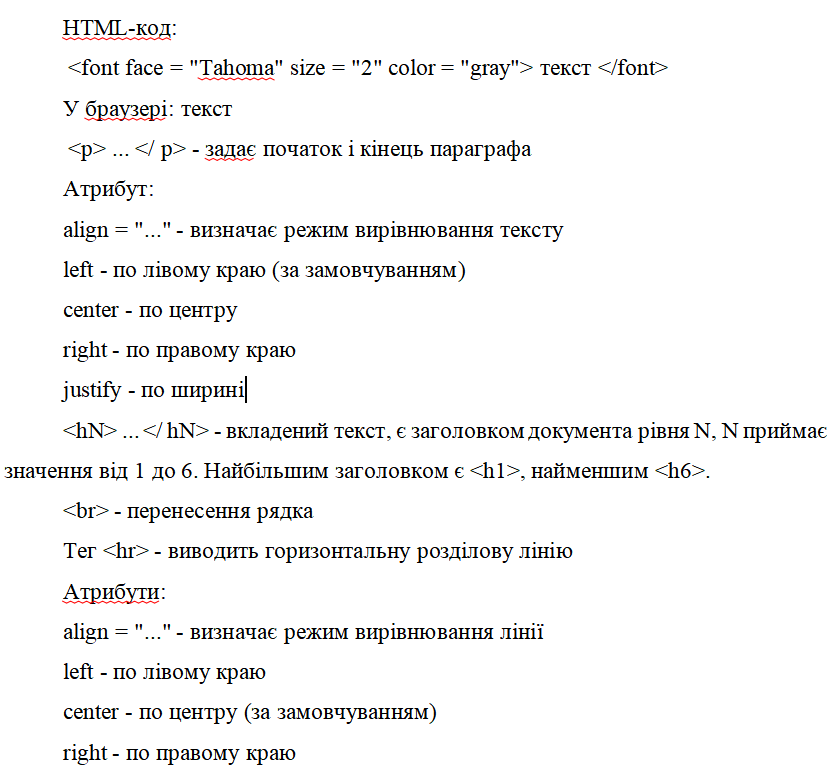 HTML-код:
<font face = "Tahoma" size = "2" color = "gray"> текст </font>
У браузері: текст
<p> ... </ p> - задає початок і кінець параграфа
Атрибут:
align = "..." - визначає режим вирівнювання тексту
left - по лівому краю (за замовчуванням)
center - по центру
right - по правому краю
justify - по ширині
<hN> ... </ hN> - вкладений текст, є заголовком документа рівня N, N приймає
значення від 1 до 6. Найбільшим заголовком є <h1>, найменшим <h6>.
<br> - перенесення рядка
Тег <hr> - виводить горизонтальну розділову лінію
Атрибути:
align = "..." - визначає режим вирівнювання лінії
left - по лівому краю
center - по центру (за замовчуванням)
right - по правому краю